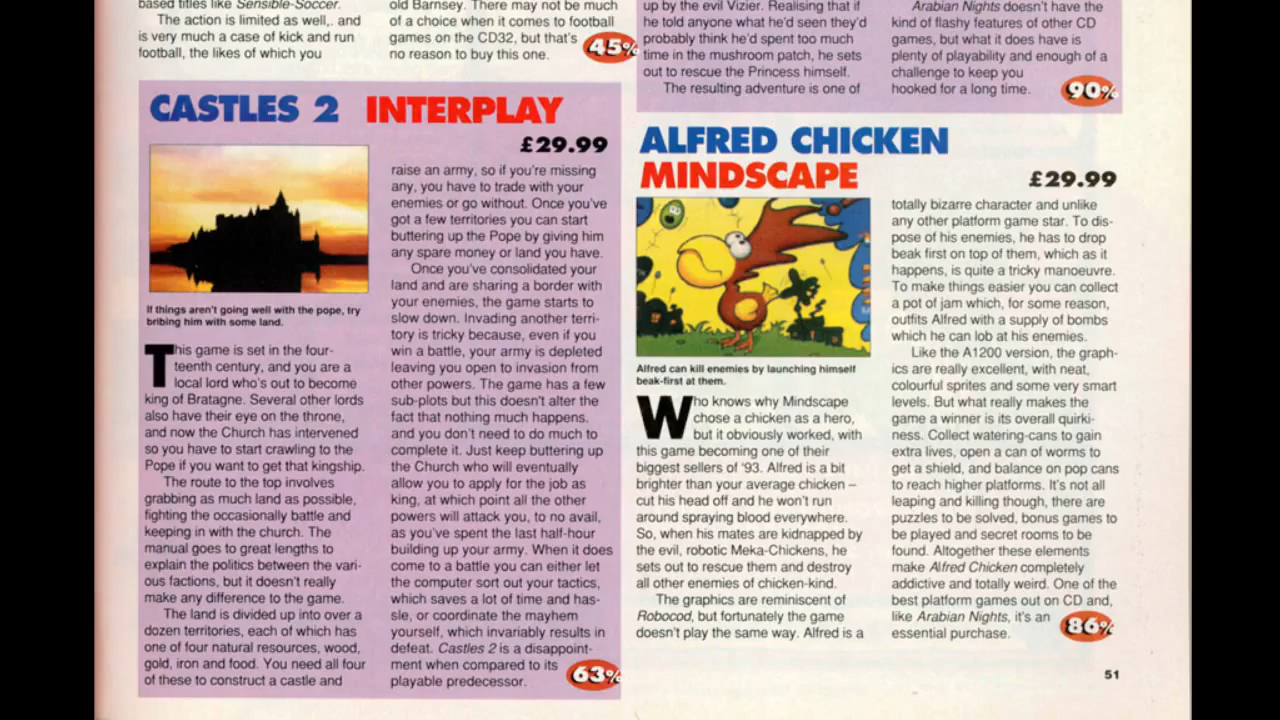 based titles like Sensible-Soccer.
The action is limited as well,. and
is very much a case of kick and run
football, the likes of which you
old Barnsey. There may not be much
of a choice when it comes to football
games on the CD32, but that's
no reason to buy this one.
45%
CASTLES 2 INTERPLAY
£29.99
If things aren't going well with the pope, try
bribing him with some land.
This game is set in the four-
teenth century, and you are a
local lord who's out to become
king of Bratagne. Several other lords
also have their eye on the throne,
and now the Church has intervened
so you have to start crawling to the
Pope if you want to get that kingship.
The route to the top involves
grabbing as much land as possible,
fighting the occasionally battle and
keeping in with the church. The
manual goes to great lengths to
explain the politics between the vari-
ous factions, but it doesn't really
make any difference to the game.
The land is divided up into over a
dozen territories, each of which has
one of four natural resources, wood,
gold, iron and food. You need all four
of these to construct a castle and
raise an army, so if you're missing
any, you have to trade with your
enemies or go without. Once you've
got a few territories you can start
buttering up the Pope by giving him
any spare money or land you have.
Once you've consolidated your
land and are sharing a border with
your enemies, the game starts to
slow down. Invading another terri-
tory is tricky because, even if you
win a battle, your army is depleted
leaving you open to invasion from
other powers. The game has a few
sub-plots but this doesn't alter the
fact that nothing much happens,
and you don't need to do much to
complete it. Just keep buttering up
the Church who will eventually
allow you to apply for the job as
king, at which point all the other
powers will attack you, to no avail,
as you've spent the last half-hour
building up your army. When it does
come to a battle you can either let
the computer sort out your tactics,
which saves a lot of time and has-
sle, or coordinate the mayhem
yourself, which invariably results in
defeat. Castles 2 is a disappoint-
ment when compared to its
playable predecessor.
63%
up by the evil Vizier. Realising that if
he told anyone what he'd seen they'd
probably think he'd spent too much
time in the mushroom patch, he sets
out to rescue the Princess himself.
The resulting adventure is one of
Arabian Nights doesn't have the
kind of flashy features of other CD
games, but what it does have is
plenty of playability and enough of a
challenge to keep you
hooked for a long time.
90%
ALFRED CHICKEN
MINDSCAPE
£29.99
Alfred can kill enemies by launching himself
beak-first at them.
Who knows why Mindscape
chose a chicken as a hero,
but it obviously worked, with
this game becoming one of their
biggest sellers of '93. Alfred is a bit
brighter than your average chicken –
cut his head off and he won't run
around spraying blood everywhere.
So, when his mates are kidnapped by
the evil, robotic Meka-Chickens, he
sets out to rescue them and destroy
all other enemies of chicken-kind.
The graphics are reminiscent of
Robocod, but fortunately the game
doesn't play the same way. Alfred is a
totally bizarre character and unlike
any other platform game star. To dis-
pose of his enemies, he has to drop
beak first on top of them, which as it
happens, is quite a tricky manoeuvre.
To make things easier you can collect
a pot of jam which, for some reason,
outfits Alfred with a supply of bombs
which he can lob at his enemies.
Like the A1200 version, the graph-
ics are really excellent, with neat,
colourful sprites and some very smart
levels. But what really makes the
game a winner is its overall quirki-
ness. Collect watering-cans to gain
extra lives, open a can of worms to
get a shield, and balance on pop cans
to reach higher platforms. It's not all
leaping and killing though, there are
puzzles to be solved, bonus games to
be played and secret rooms to be
found. Altogether these elements
make Alfred Chicken completely
addictive and totally weird. One of the
best platform games out on CD and,
like Arabian Nights, it's an
essential purchase.
86%
51